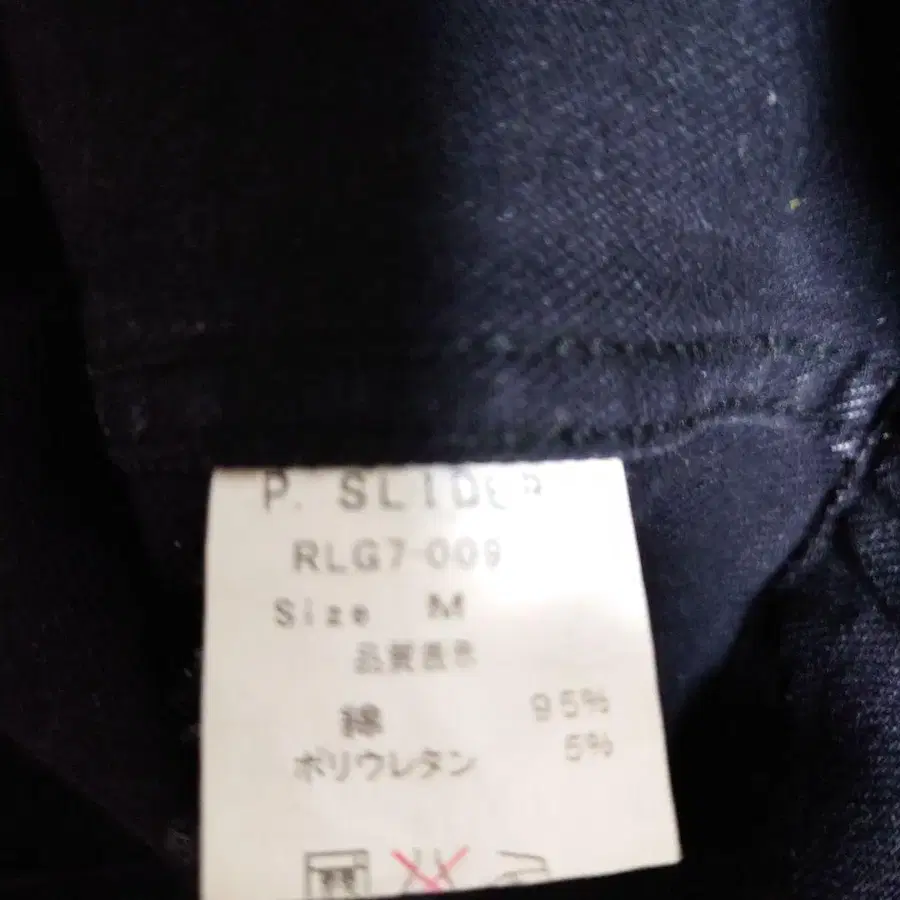 P. SLIDER
RLG7-009
Size M
品質表示
綿 95%
ポリウレタン 5%